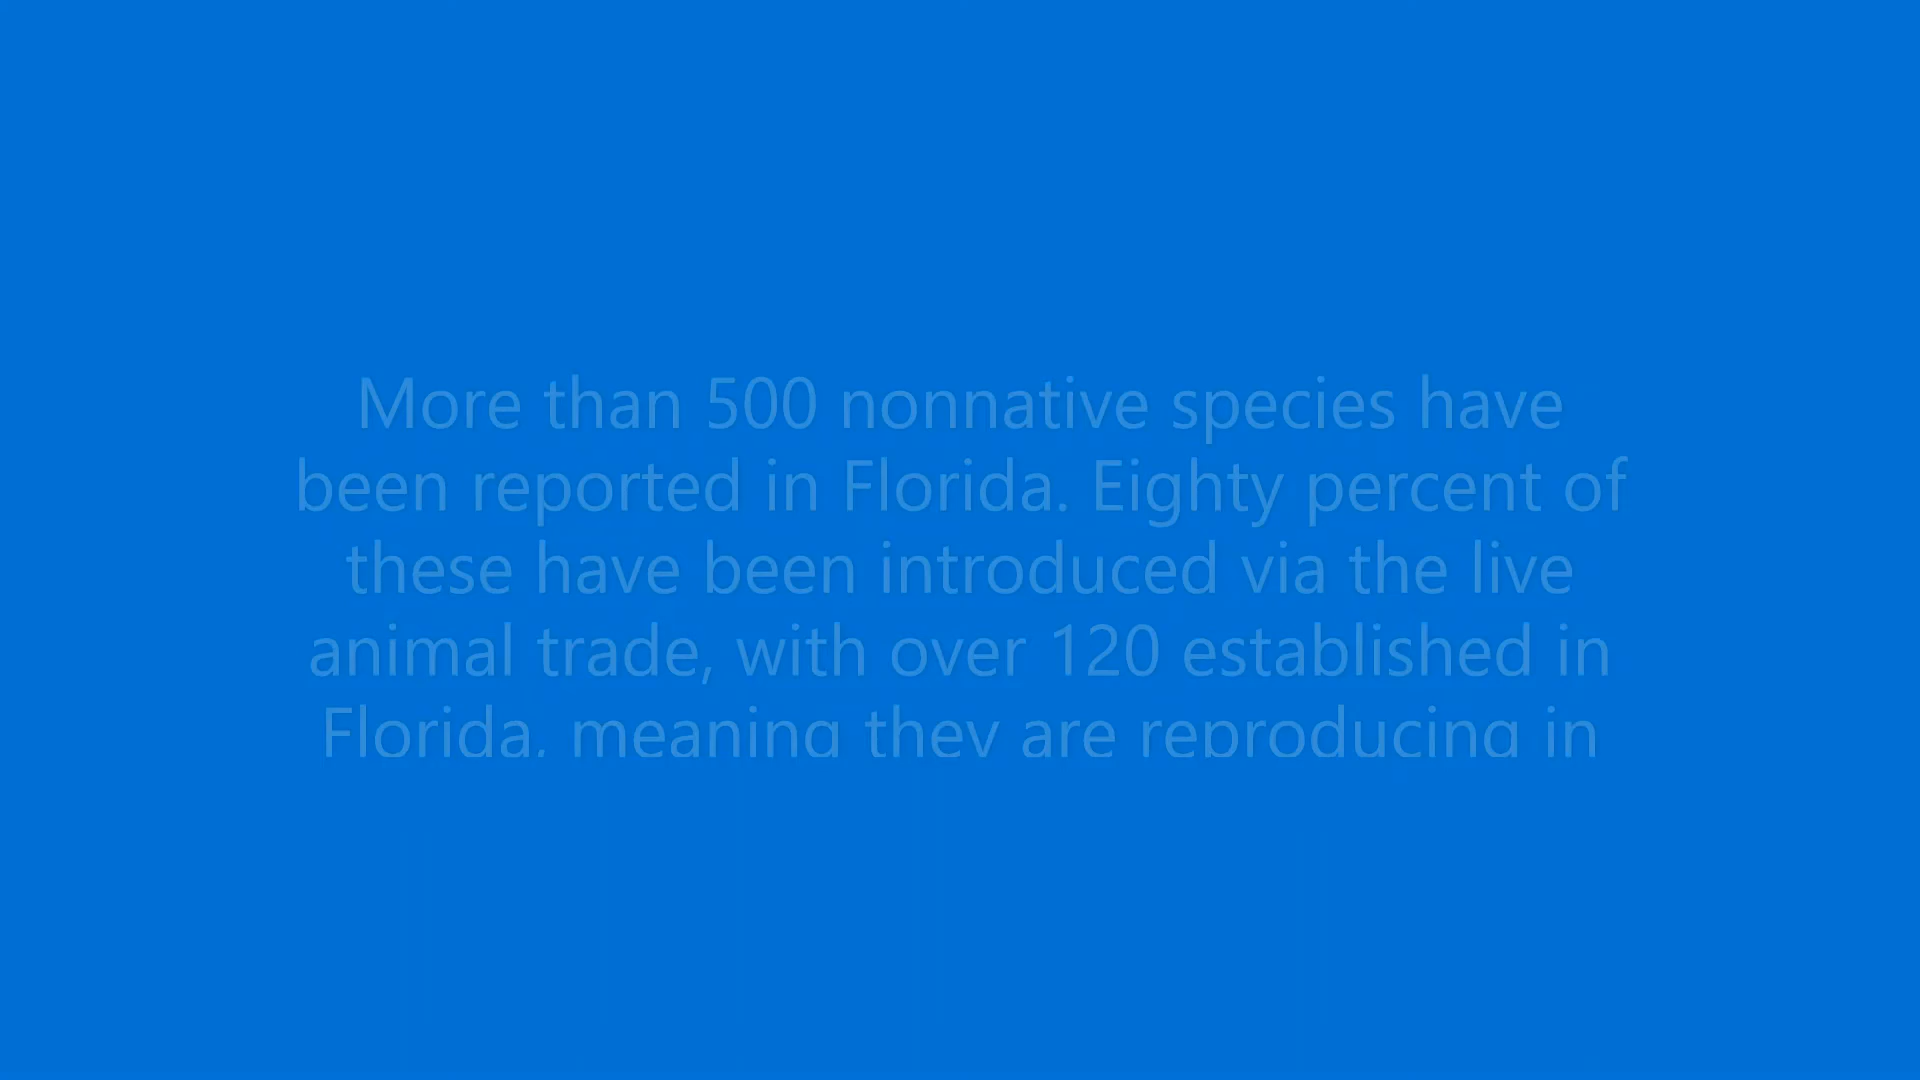 More than 500 nonnative species have
been reported in Florida. Eighty percent of
these have been introduced via the live
animal trade, with over 120 established in
Florida, meaning they are reproducing in